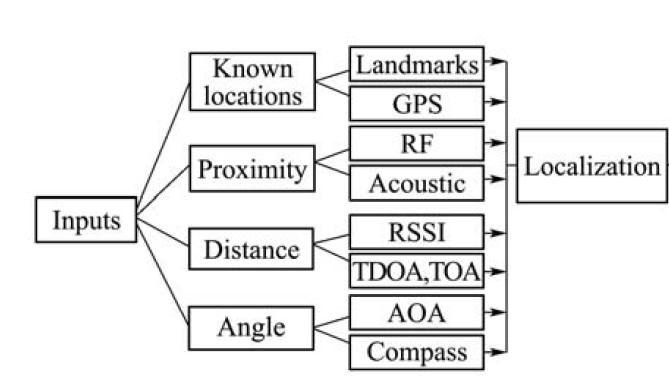 Known
locations
Landmarks
GPS
Proximity
RF
Acoustic
Localization
Inputs
Distance
RSSI
TDOA,TOA
Angle
AOA
Compass